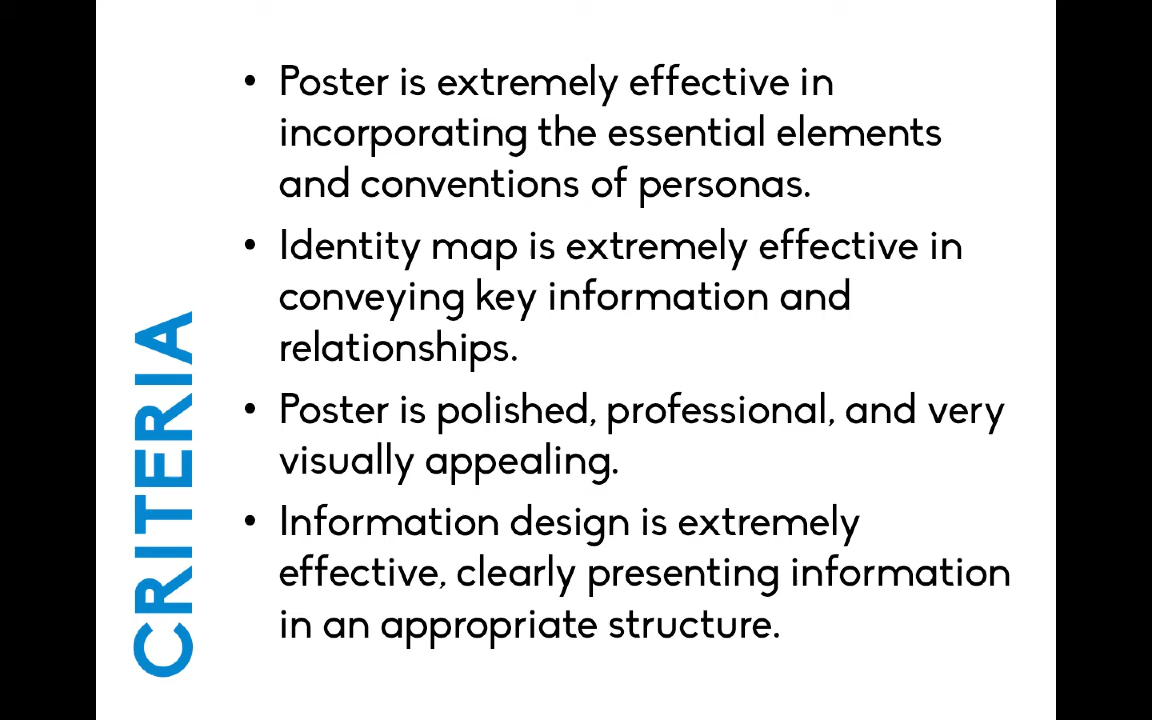 CRITERIA
• Poster is extremely effective in
incorporating the essential elements
and conventions of personas.
• Identity map is extremely effective in
conveying key information and
relationships.
• Poster is polished, professional, and very
visually appealing.
• Information design is extremely
effective, clearly presenting information
in an appropriate structure.